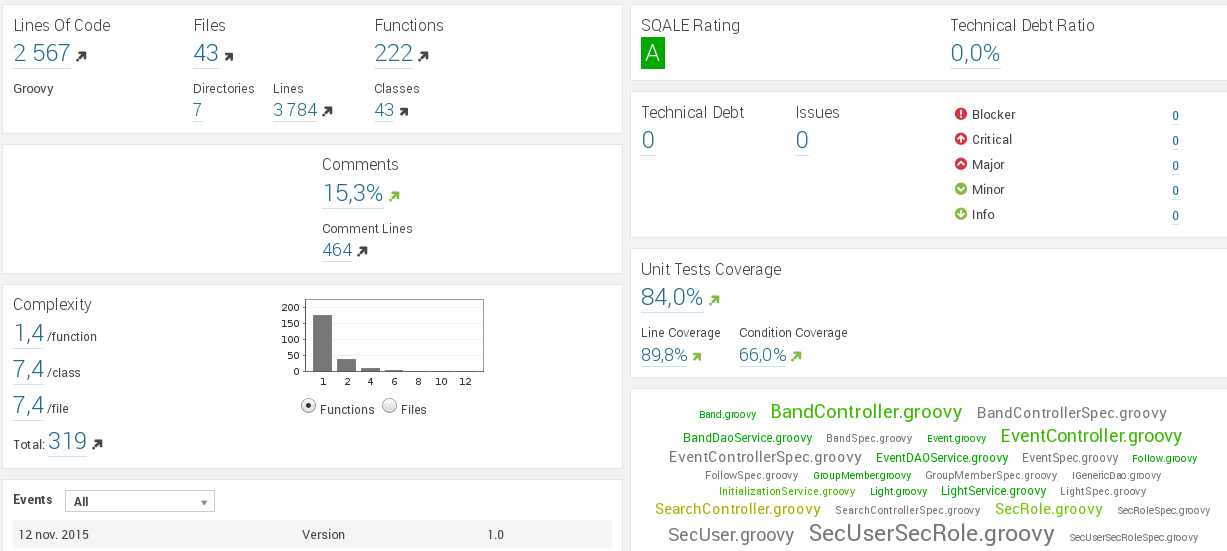 Lines Of Code Files Functions
2 567 43 222
Groovy Directories Lines Classes
7 3 784 43
Comments
15,3%
Comment Lines
464
Complexity
1,4 /function
7,4 /class
7,4 /file
Total: 319
200
150
100
50
0
1 2 4 6 8 10 12
Functions Files
Events All
12 nov. 2015 Version 1.0
SQALE Rating Technical Debt Ratio
A 0,0%
Technical Debt Issues
0 0
Blocker 0
Critical 0
Major 0
Minor 0
Info 0
Unit Tests Coverage
84,0%
Line Coverage Condition Coverage
89,8% 66,0%
Band.groovy BandController.groovy BandControllerSpec.groovy
BandDaoService.groovy BandSpec.groovy Event.groovy EventController.groovy
EventControllerSpec.groovy EventDAOService.groovy EventSpec.groovy Follow.groovy
FollowSpec.groovy GroupMember.groovy GroupMemberSpec.groovy IGenericDao.groovy
InitializationService.groovy Light.groovy LightService.groovy LightSpec.groovy
SearchController.groovy SearchControllerSpec.groovy SecRole.groovy SecRoleSpec.groovy
SecUser.groovy SecUserSecRole.groovy SecUserSecRoleSpec.groovy